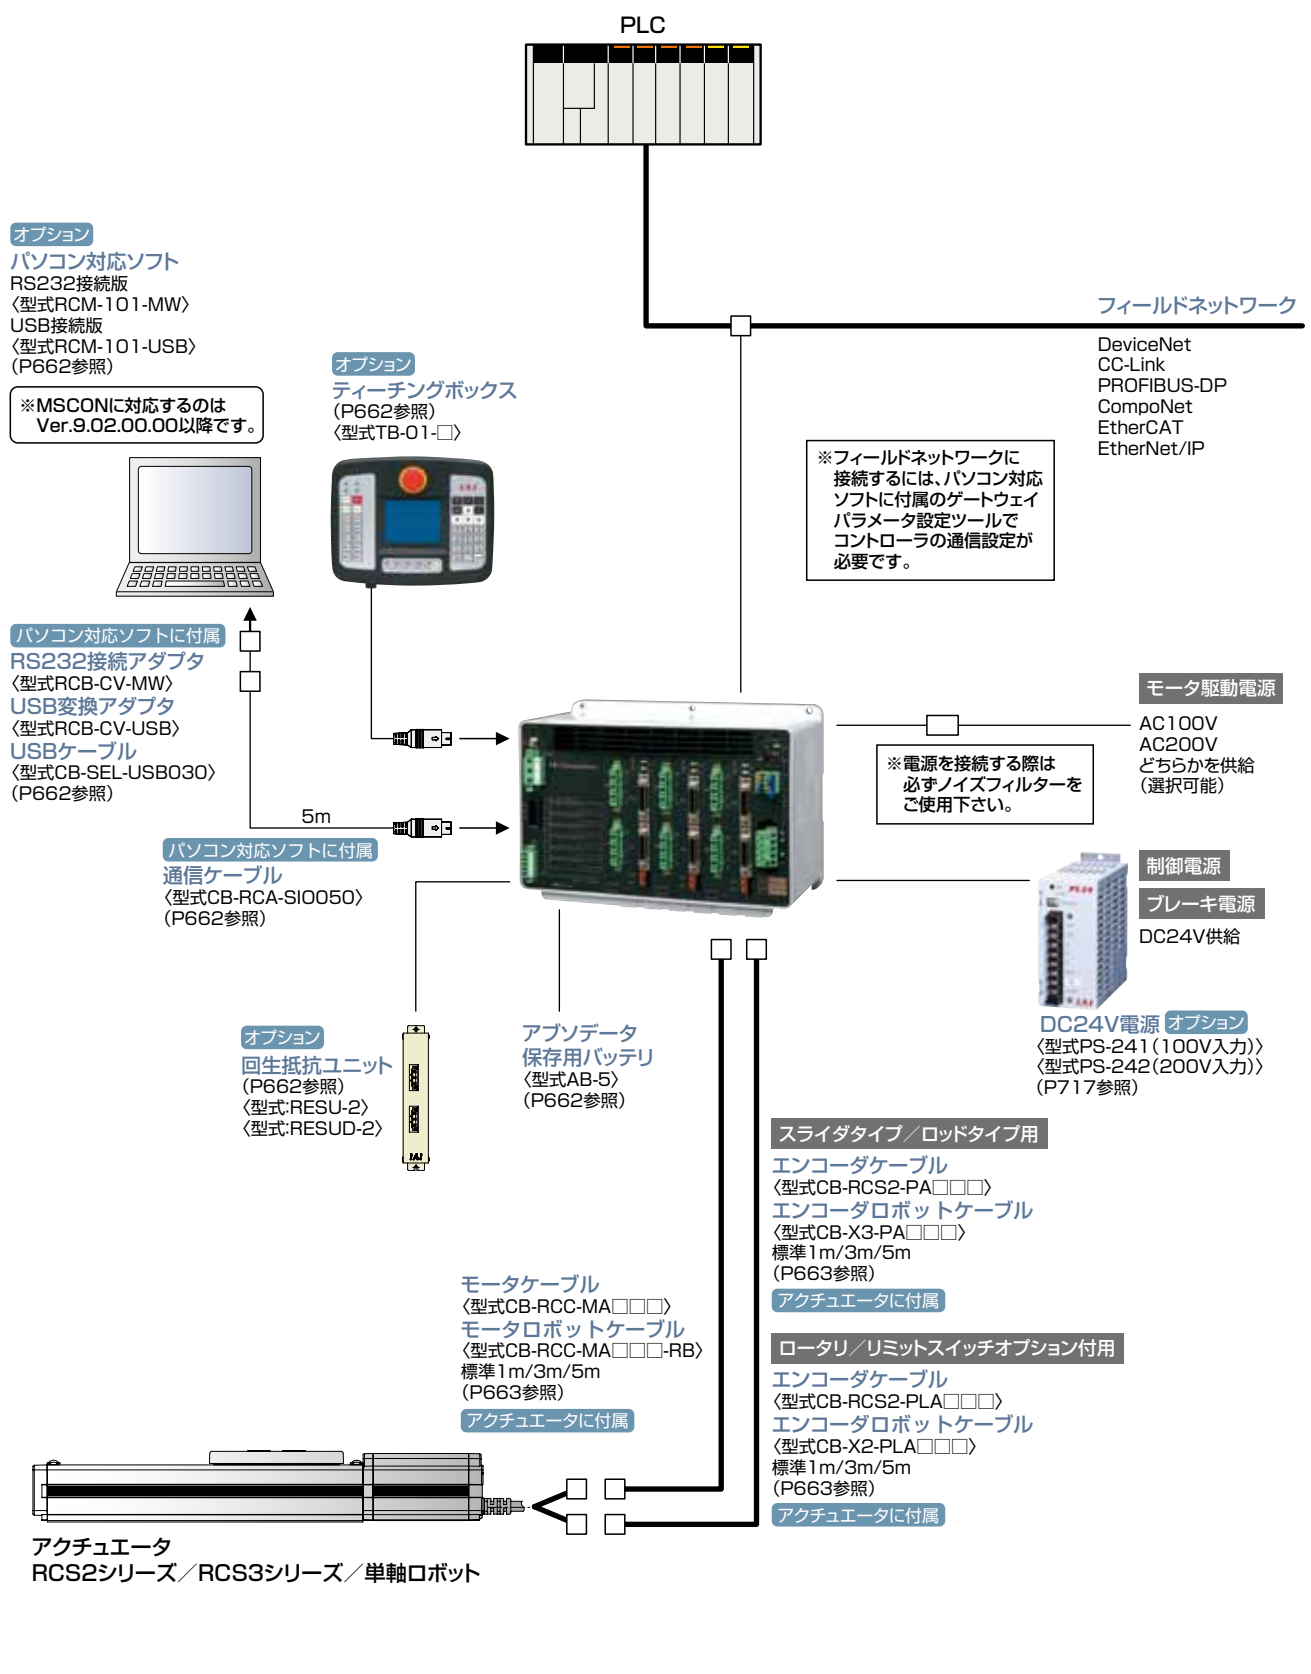 PLC
オプション
パソコン対応ソフト
RS232接続版
〈型式RCM-101-MW〉
USB接続版
〈型式RCM-101-USB〉
(P662参照)
※MSCONに対応するのは
Ver.9.02.00.00以降です。
オプション
ティーチングボックス
(P662参照)
〈型式TB-01-□〉
フィールドネットワーク
DeviceNet
CC-Link
PROFIBUS-DP
CompoNet
EtherCAT
EtherNet/IP
※フィールドネットワークに
接続するには、パソコン対応
ソフトに付属のゲートウェイ
パラメータ設定ツールで
コントローラの通信設定が
必要です。
パソコン対応ソフトに付属
RS232接続アダプタ
〈型式RCB-CV-MW〉
USB変換アダプタ
〈型式RCB-CV-USB〉
USBケーブル
〈型式CB-SEL-USB030〉
(P662参照)
5m
パソコン対応ソフトに付属
通信ケーブル
〈型式CB-RCA-SIO050〉
(P662参照)
モータ駆動電源
AC100V
AC200V
どちらかを供給
(選択可能)
※電源を接続する際は
必ずノイズフィルターを
ご使用下さい。
制御電源
ブレーキ電源
DC24V供給
PS-24
DC24V電源 オプション
〈型式PS-241(100V入力)〉
〈型式PS-242(200V入力)〉
(P717参照)
オプション
回生抵抗ユニット
(P662参照)
〈型式:RESU-2〉
〈型式:RESUD-2〉
IAI
アブソデータ
保存用バッテリ
〈型式AB-5〉
(P662参照)
スライダタイプ／ロッドタイプ用
エンコーダケーブル
〈型式CB-RCS2-PA□□□〉
エンコーダロボットケーブル
〈型式CB-X3-PA□□□〉
標準1m/3m/5m
(P663参照)
アクチュエータに付属
モータケーブル
〈型式CB-RCC-MA□□□〉
モータロボットケーブル
〈型式CB-RCC-MA□□□-RB〉
標準1m/3m/5m
(P663参照)
アクチュエータに付属
ロータリ／リミットスイッチオプション付用
エンコーダケーブル
〈型式CB-RCS2-PLA□□□〉
エンコーダロボットケーブル
〈型式CB-X2-PLA□□□〉
標準1m/3m/5m
(P663参照)
アクチュエータに付属
アクチュエータ
RCS2シリーズ／RCS3シリーズ／単軸ロボット